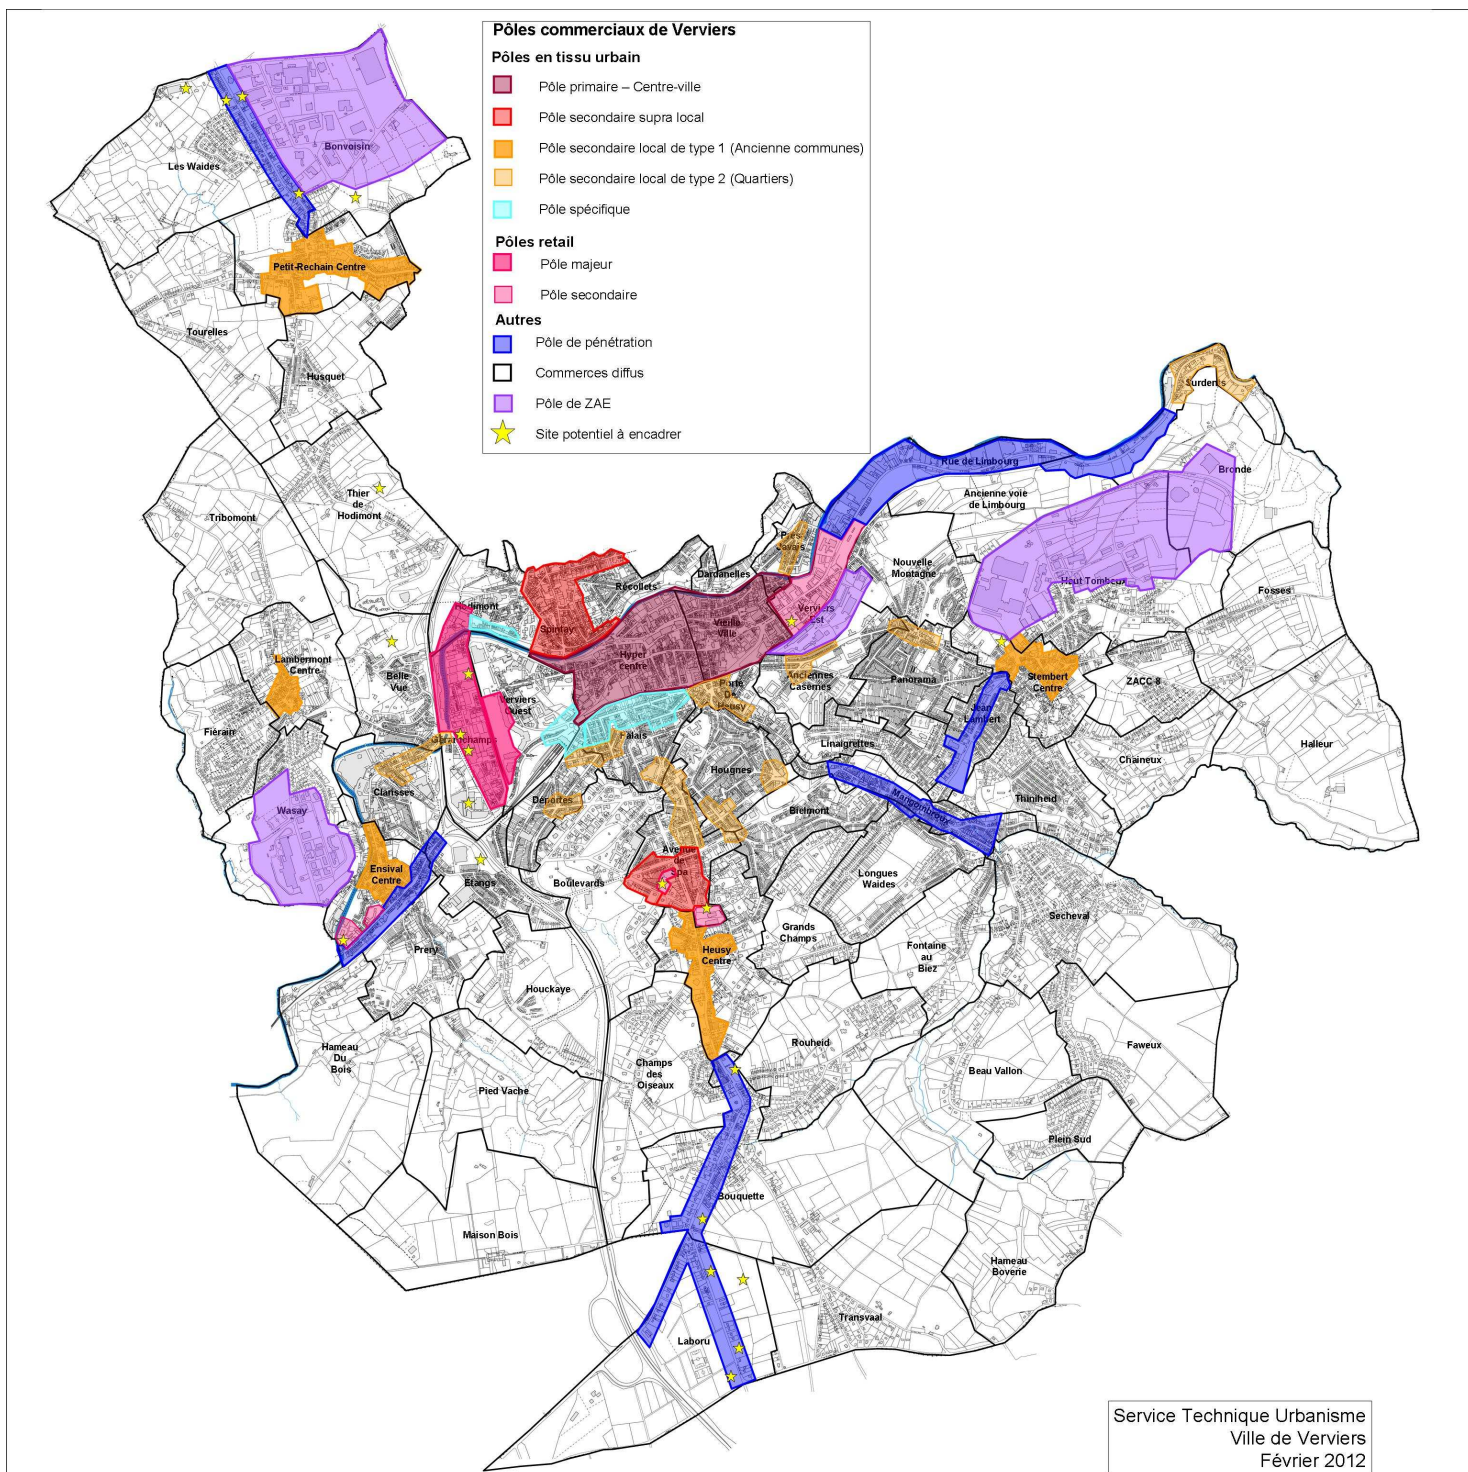 Pôles commerciaux de Verviers
Pôles en tissu urbain
Pôle primaire – Centre-ville
Pôle secondaire supra local
Pôle secondaire local de type 1 (Ancienne communes)
Pôle secondaire local de type 2 (Quartiers)
Pôle spécifique
Pôles retail
Pôle majeur
Pôle secondaire
Autres
Pôle de pénétration
Commerces diffus
Pôle de ZAE
Site potentiel à encadrer
Bonvoisin
Les Waides
Petit-Rechain Centre
Tourelles
Husquet
Surdents
Rue de Limbourg
Bronde
Ancienne voie
de Limbourg
Thier
de
Hodimont
Tribomont
Prés
Javais
Nouvelle
Montagne
Haut Tombeux
Fosses
Récollets
Dardanelles
Hodimont
Spintay
Vieille
Ville
Verviers
Est
Hyper
centre
Lambermont
Centre
Belle
Vue
Verviers
Ouest
Porte
De
Heusy
Anciennes
Casernes
Panorama
Stembert
Centre
ZACC 8
Jean
Lambert
Fiérain
Gérardchamps
Palais
Linaigrettes
Halleur
Chaineux
Hougnes
Clarisses
Déportés
Mangombroux
Thiniheid
Wasay
Bielmont
Avenue
de
Spa
Ensival
Centre
Etangs
Boulevards
Longues
Waides
Secheval
Grands
Champs
Prery
Heusy
Centre
Fontaine
au
Biez
Houckaye
Hameau
Du
Bois
Rouheid
Faweux
Champs
des
Oiseaux
Beau Vallon
Pied Vache
Plein Sud
Bouquette
Maison Bois
Hameau
Boverie
Transvaal
Laboru
Service Technique Urbanisme
Ville de Verviers
Février 2012